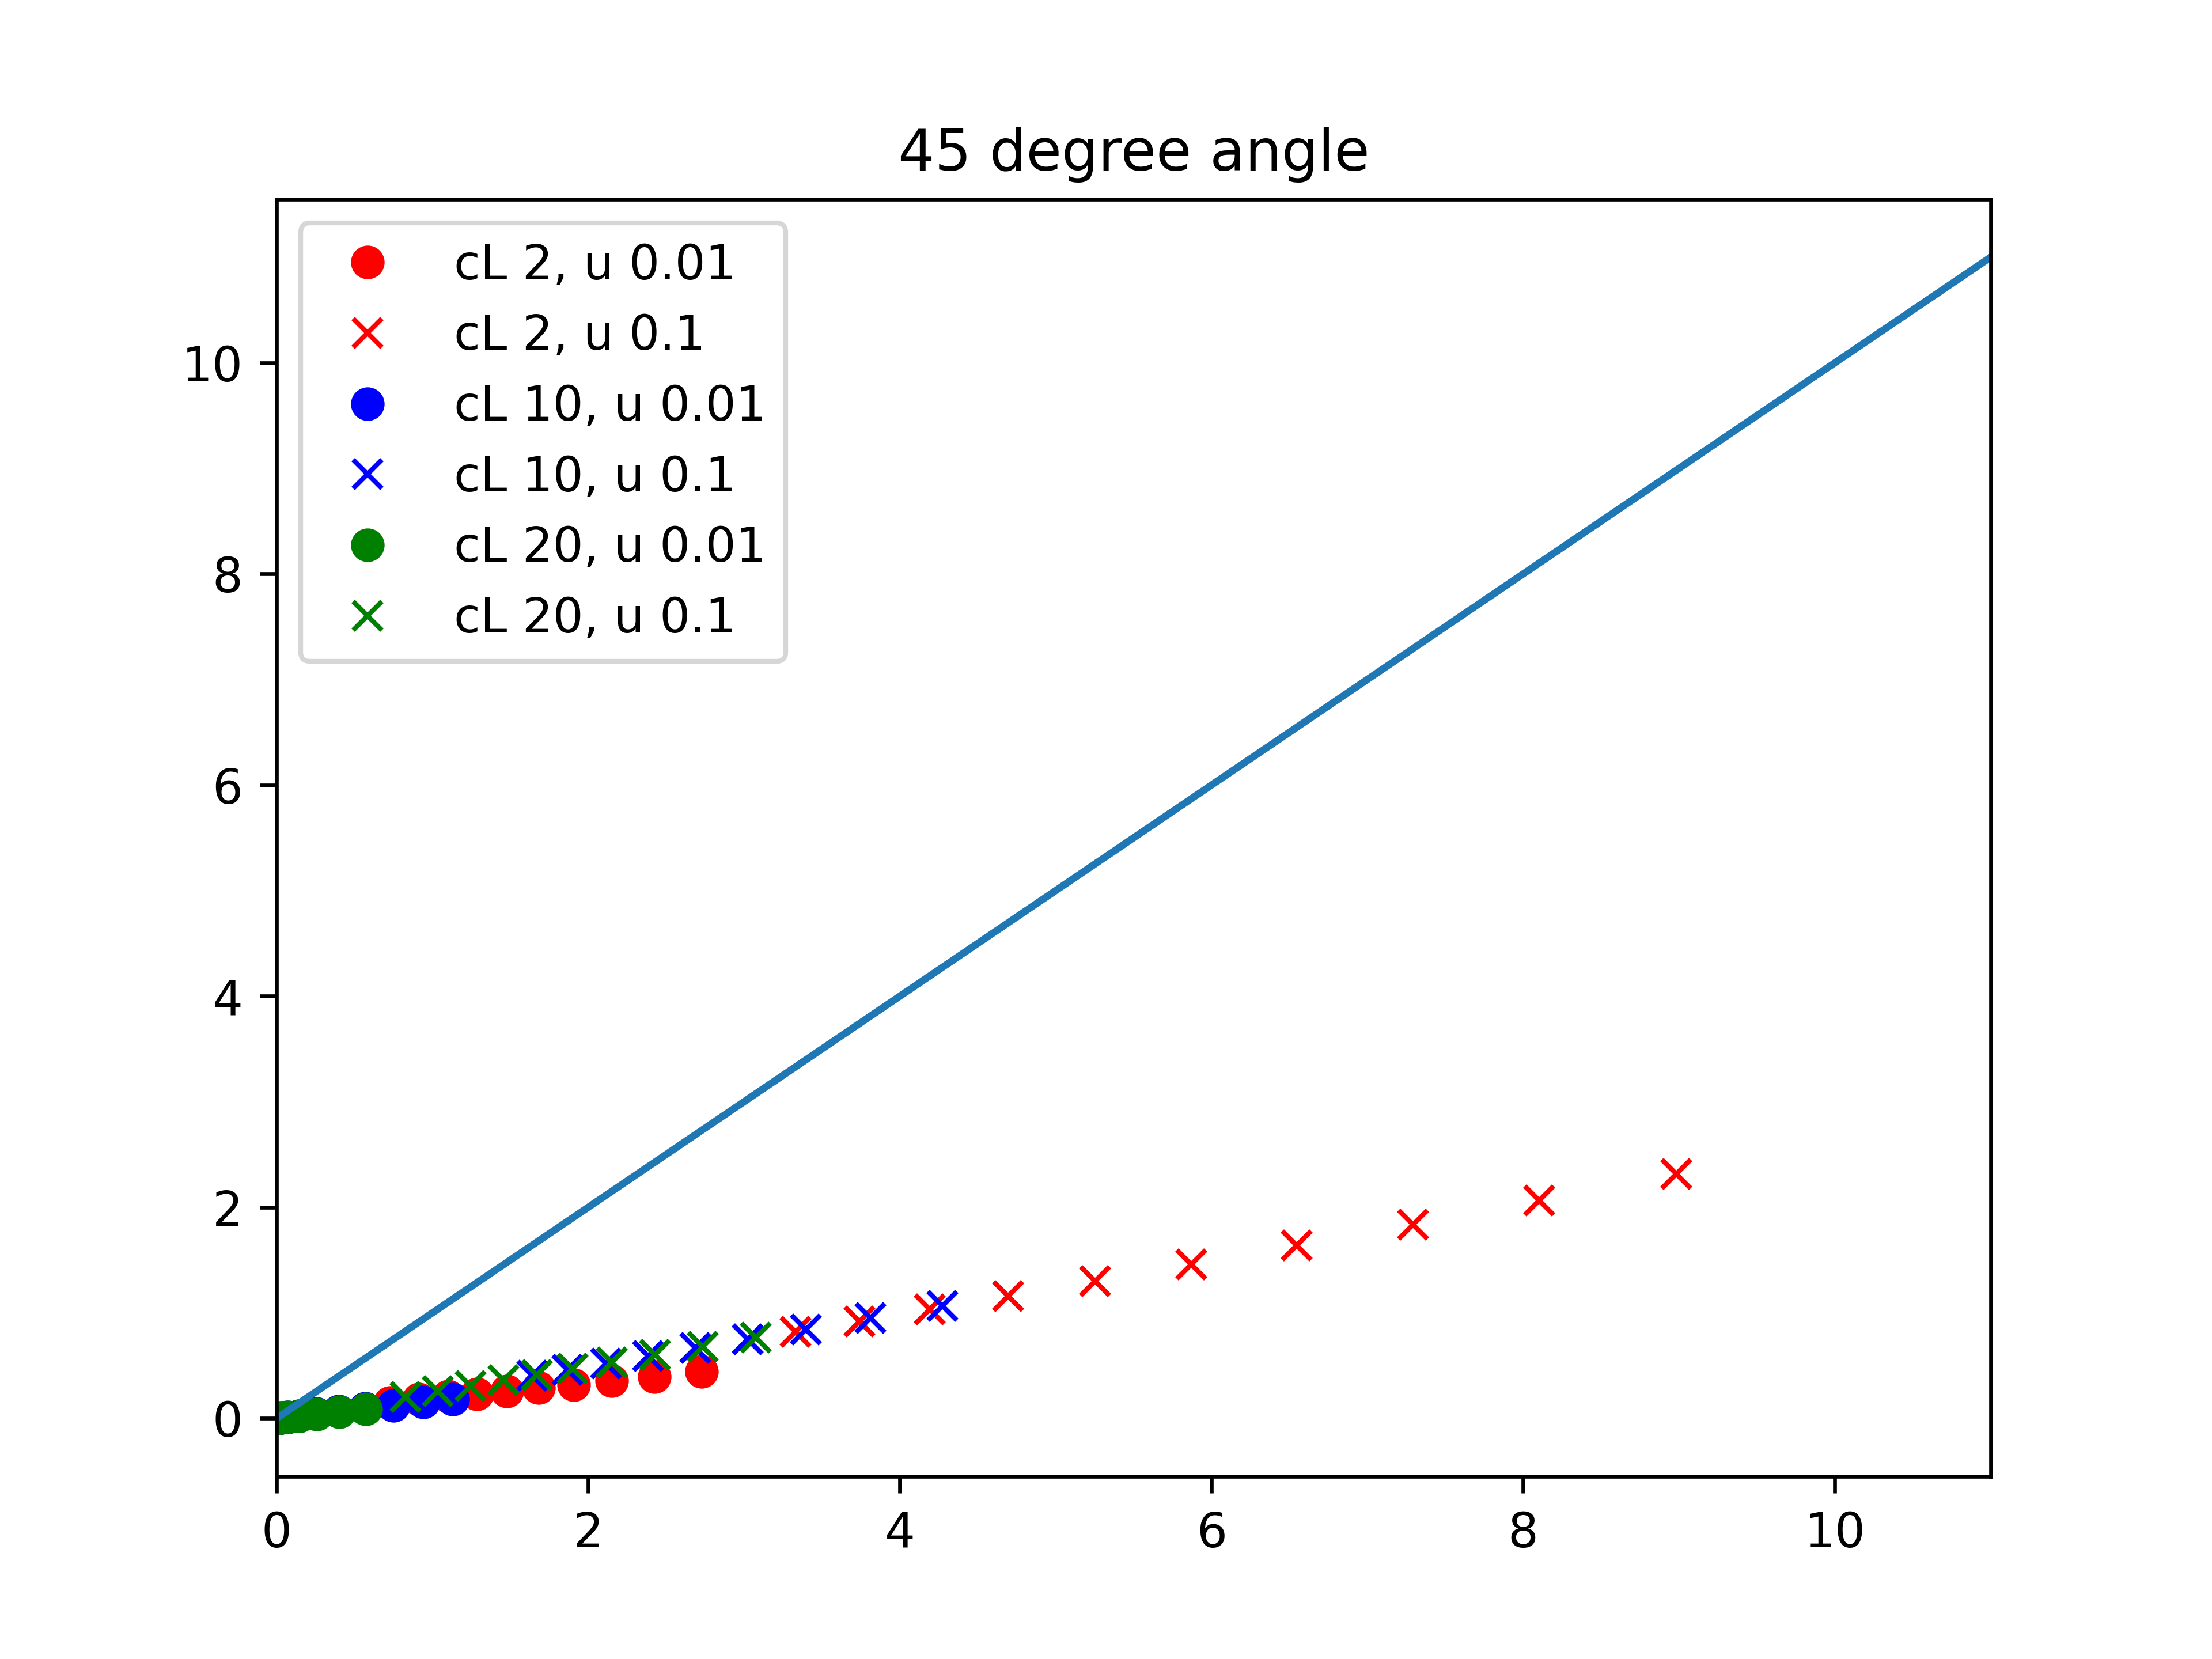 45 degree angle
cL 2, u 0.01
cL 2, u 0.1
cL 10, u 0.01
cL 10, u 0.1
cL 20, u 0.01
cL 20, u 0.1
10
8
6
4
2
0
0 2 4 6 8 10